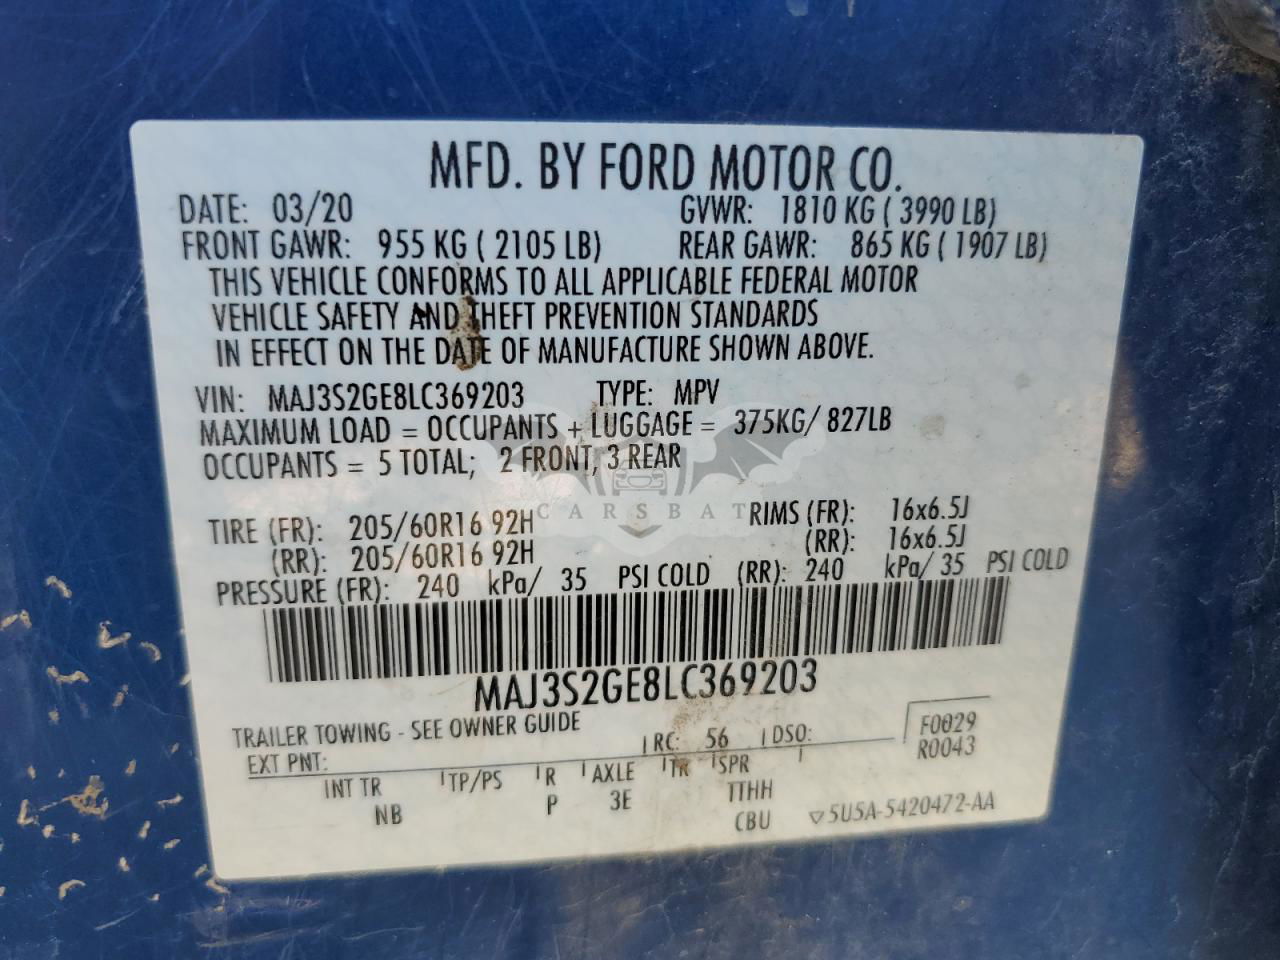 MFD. BY FORD MOTOR CO.
DATE: 03/20 GVWR: 1810 KG ( 3990 LB)
FRONT GAWR: 955 KG ( 2105 LB) REAR GAWR: 865 KG ( 1907 LB)
THIS VEHICLE CONFORMS TO ALL APPLICABLE FEDERAL MOTOR
VEHICLE SAFETY AND THEFT PREVENTION STANDARDS
IN EFFECT ON THE DATE OF MANUFACTURE SHOWN ABOVE.
VIN: MAJ3S2GE8LC369203 TYPE: MPV
MAXIMUM LOAD = OCCUPANTS + LUGGAGE = 375KG/ 827LB
OCCUPANTS = 5 TOTAL; 2 FRONT, 3 REAR
CARSBAT
TIRE (FR): 205/60R16 92H RIMS (FR): 16x6.5J
(RR): 205/60R16 92H (RR): 16x6.5J
PRESSURE (FR): 240 kPa/ 35 PSI COLD (RR): 240 kPa/ 35 PSI COLD
MAJ3S2GE8LC369203
TRAILER TOWING - SEE OWNER GUIDE
EXT PNT: RC: 56 DSO: F0029
R0043
INT TR TP/PS R AXLE TR SPR
NB P 3E TTHH
CBU ▽5U5A-5420472-AA